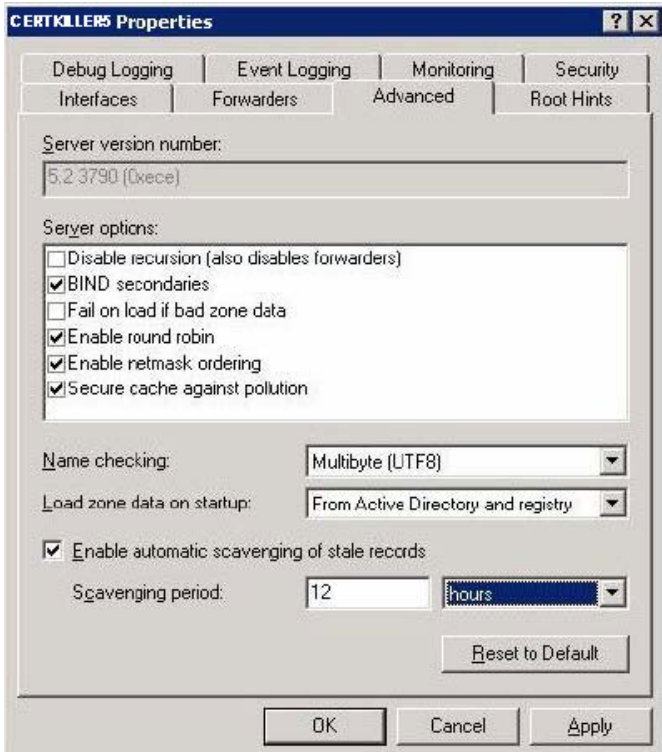 CERTKILLER5 Properties
Debug Logging Event Logging Monitoring Security
Interfaces Forwarders Advanced Root Hints
Server version number:
5.2 3790 (0xece)
Server options:
Disable recursion (also disables forwarders)
BIND secondaries
Fail on load if bad zone data
Enable round robin
Enable netmask ordering
Secure cache against pollution
Name checking: Multibyte (UTF8)
Load zone data on startup: From Active Directory and registry
Enable automatic scavenging of stale records
Scavenging period: 12 hours
Reset to Default
OK Cancel Apply